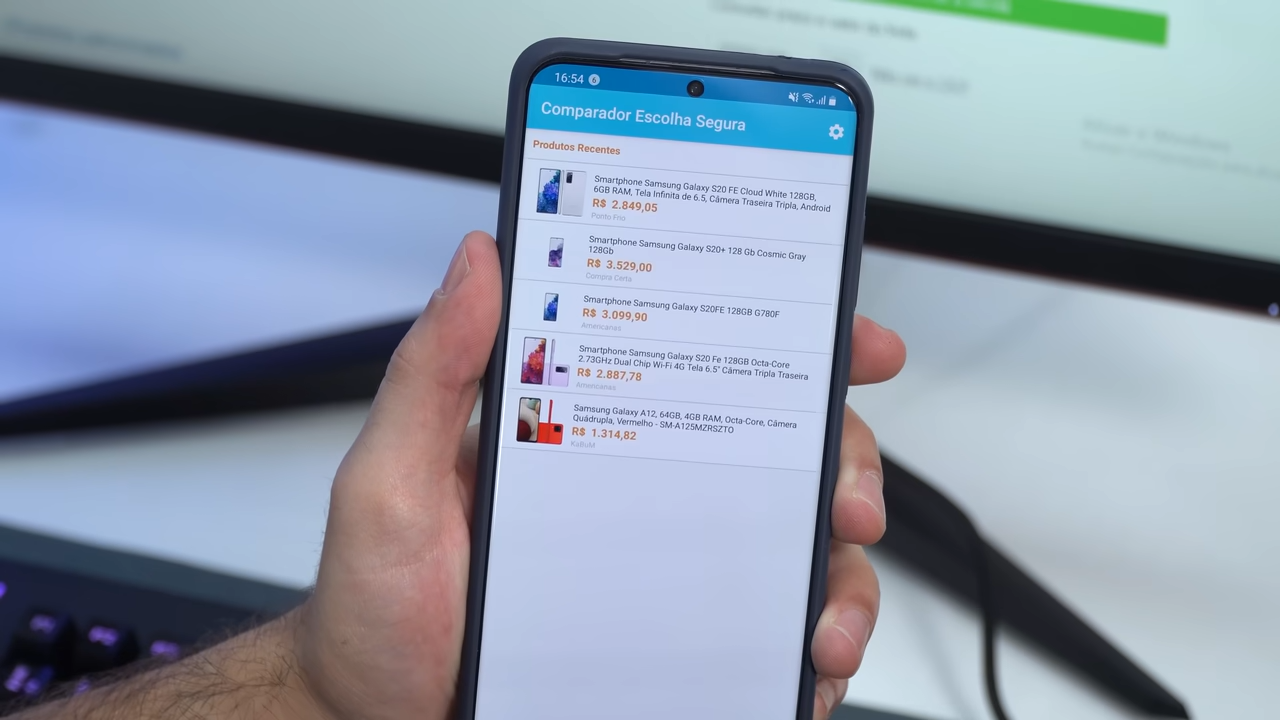 16:54
Comparador Escolha Segura
Produtos Recentes
Smartphone Samsung Galaxy S20 FE Cloud White 128GB,
6GB RAM, Tela Infinita de 6.5, Câmera Traseira Tripla, Android
R$ 2.849,05
Ponto Frio
Smartphone Samsung Galaxy S20+ 128 Gb Cosmic Gray
128Gb
R$ 3.529,00
Compra Certa
Smartphone Samsung Galaxy S20FE 128GB G780F
R$ 3.099,90
Americanas
Smartphone Samsung Galaxy S20 Fe 128GB Octa-Core
2.73GHz Dual Chip Wi-Fi 4G Tela 6.5" Câmera Tripla Traseira
R$ 2.887,78
Americanas
Samsung Galaxy A12, 64GB, 4GB RAM, Octa-Core, Câmera
Quádrupla, Vermelho - SM-A125MZRSZTO
R$ 1.314,82
KaBuM